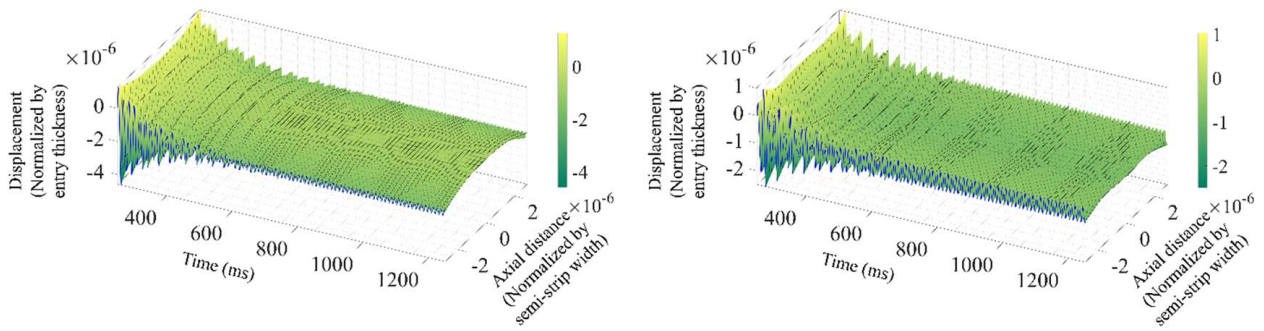 ×10⁻⁶
Displacement
(Normalized by
entry thickness)
0
-2
-4
400
600
800
1000
1200
Time (ms)
2
0
-2
Axial distance ×10⁻⁶
(Normalized by
semi-strip width)
0
-2
-4
×10⁻⁶
Displacement
(Normalized by
entry thickness)
1
0
-1
-2
400
600
800
1000
1200
Time (ms)
2
0
-2
Axial distance ×10⁻⁶
(Normalized by
semi-strip width)
1
0
-1
-2